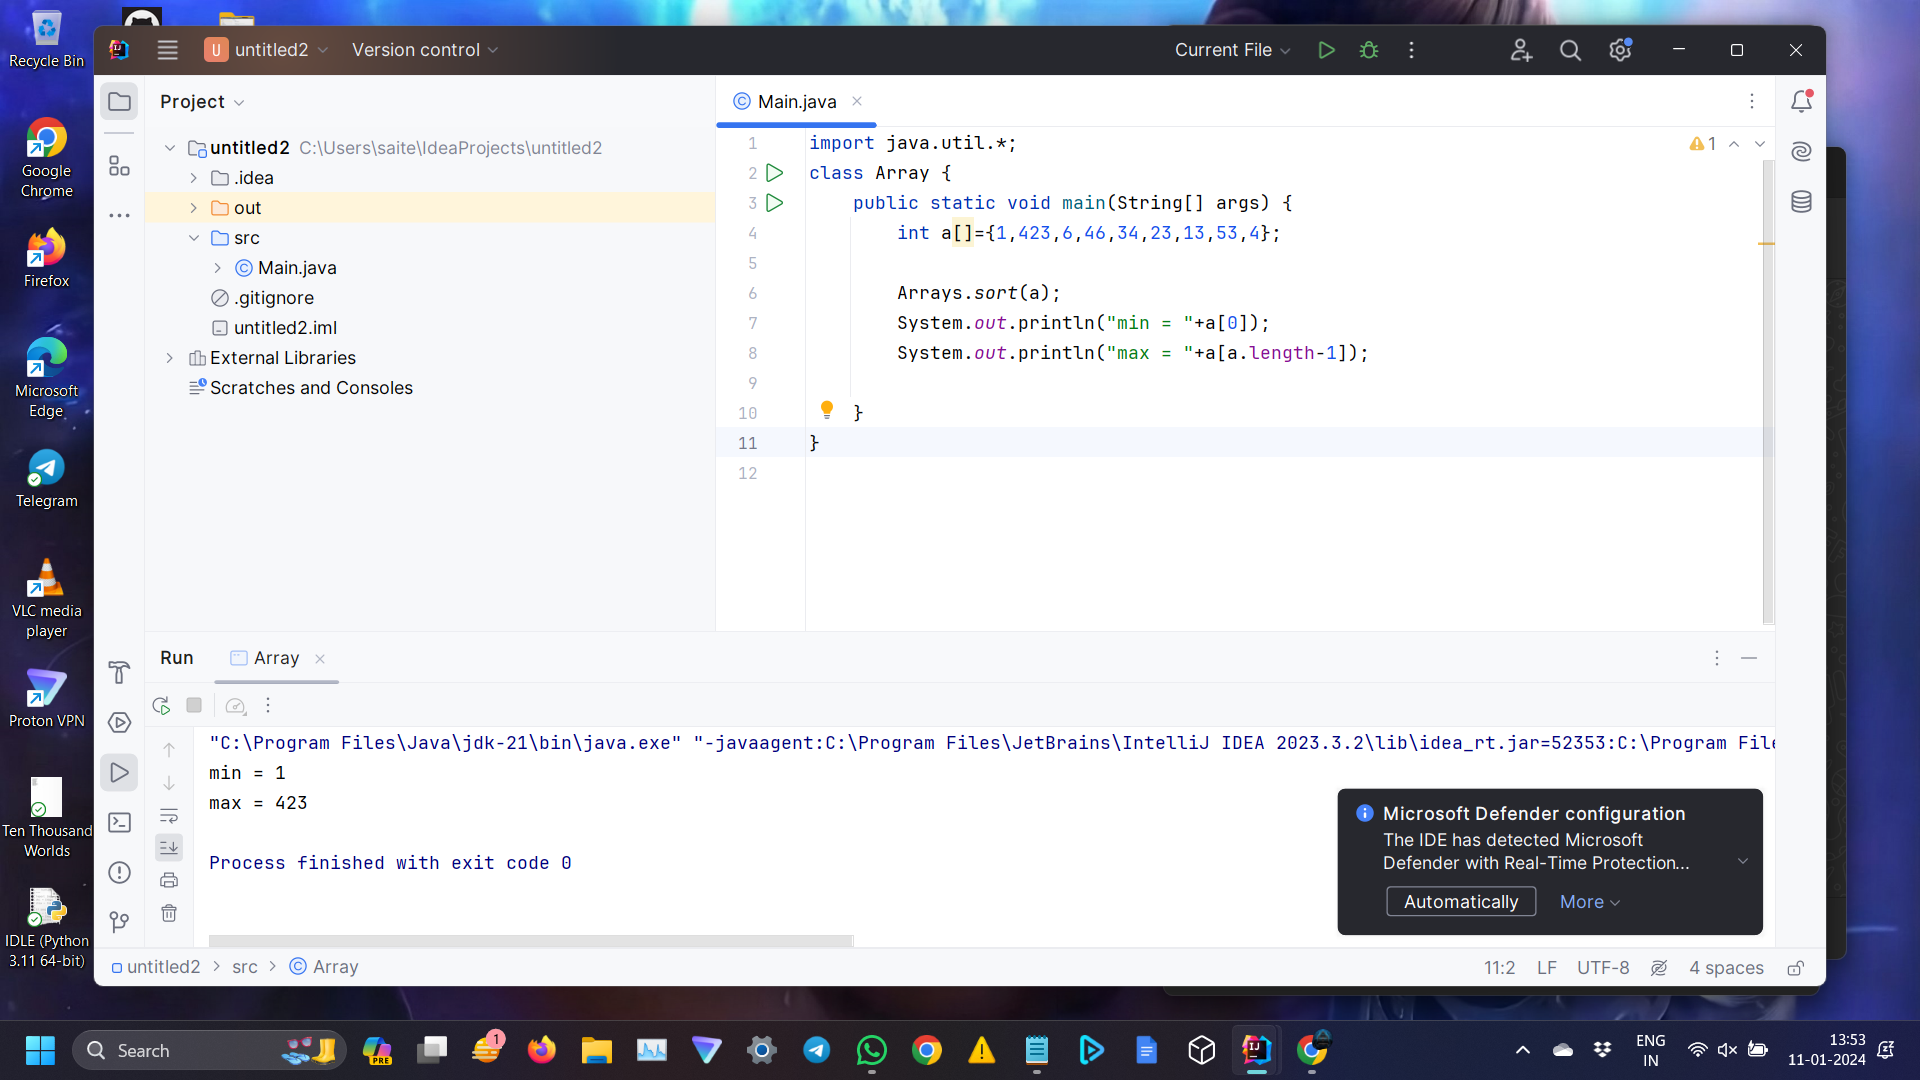 Recycle Bin
Google
Chrome
Firefox
Microsoft
Edge
Telegram
VLC media
player
Proton VPN
Ten Thousand
Worlds
IDLE (Python
3.11 64-bit)
U untitled2
Version control
Current File
Project
untitled2 C:\Users\saite\IdeaProjects\untitled2
.idea
out
src
Main.java
.gitignore
untitled2.iml
External Libraries
Scratches and Consoles
Main.java
1 import java.util.*;
2 class Array {
3 public static void main(String[] args) {
4 int a[]={1,423,6,46,34,23,13,53,4};
5
6 Arrays.sort(a);
7 System.out.println("min = "+a[0]);
8 System.out.println("max = "+a[a.length-1]);
9
10 }
11 }
12
1
Run Array
"C:\Program Files\Java\jdk-21\bin\java.exe" "-javaagent:C:\Program Files\JetBrains\IntelliJ IDEA 2023.3.2\lib\idea_rt.jar=52353:C:\Program File
min = 1
max = 423
Process finished with exit code 0
Microsoft Defender configuration
The IDE has detected Microsoft
Defender with Real-Time Protection...
Automatically More
untitled2 > src > Array
11:2 LF UTF-8 4 spaces
Search
PRE
1
ENG
IN
13:53
11-01-2024